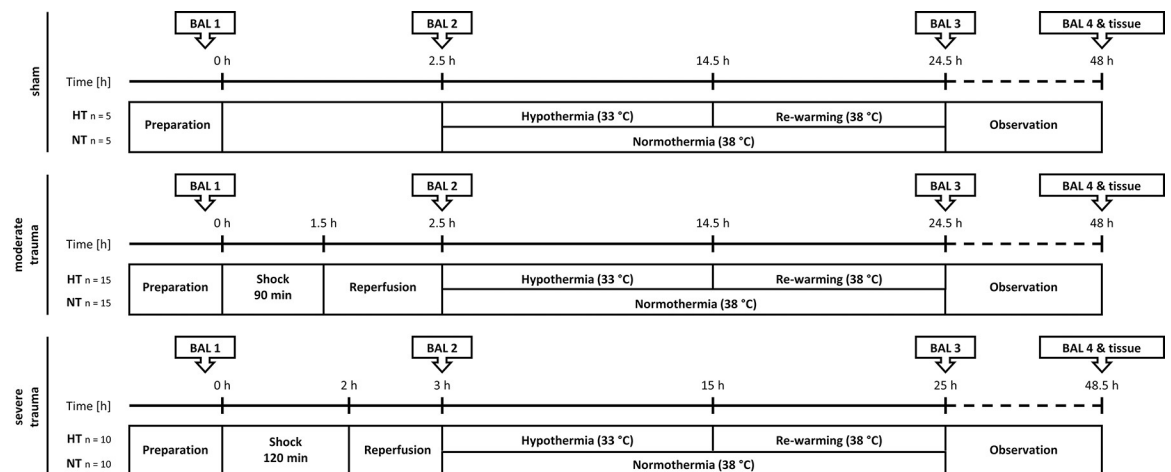 BAL 1 BAL 2 BAL 3 BAL 4 & tissue
0 h 2.5 h 14.5 h 24.5 h 48 h
sham
Time [h]
HT n = 5
NT n = 5
Preparation
Hypothermia (33 °C) Re-warming (38 °C)
Normothermia (38 °C)
Observation
BAL 1 BAL 2 BAL 3 BAL 4 & tissue
0 h 1.5 h 2.5 h 14.5 h 24.5 h 48 h
moderate
trauma
Time [h]
HT n = 15
NT n = 15
Preparation
Shock
90 min
Reperfusion
Hypothermia (33 °C) Re-warming (38 °C)
Normothermia (38 °C)
Observation
BAL 1 BAL 2 BAL 3 BAL 4 & tissue
0 h 2 h 3 h 15 h 25 h 48.5 h
severe
trauma
Time [h]
HT n = 10
NT n = 10
Preparation
Shock
120 min
Reperfusion
Hypothermia (33 °C) Re-warming (38 °C)
Normothermia (38 °C)
Observation